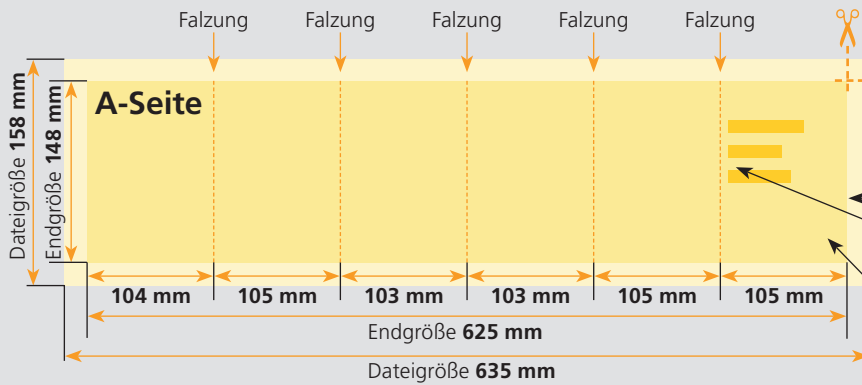 Falzung Falzung Falzung Falzung Falzung
Dateigröße 158 mm
Endgröße 148 mm
A-Seite
104 mm 105 mm 103 mm 103 mm 105 mm 105 mm
Endgröße 625 mm
Dateigröße 635 mm